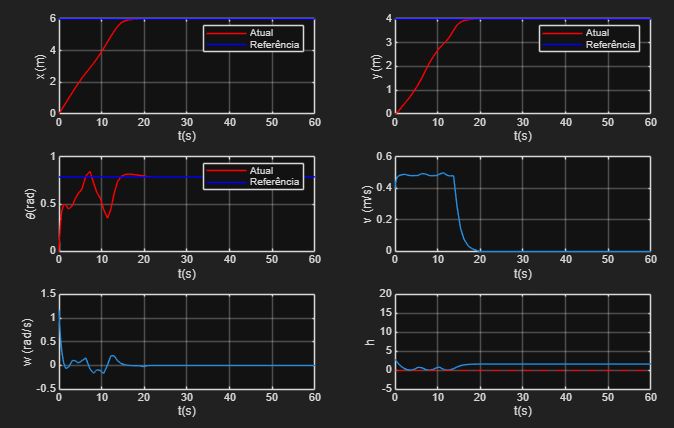 6
4
2
0
x (m)
Atual
Referência
0 10 20 30 40 50 60
t(s)
4
3
2
1
0
y (m)
Atual
Referência
0 10 20 30 40 50 60
t(s)
1
0.5
0
θ(rad)
Atual
Referência
0 10 20 30 40 50 60
t(s)
0.6
0.4
0.2
0
v (m/s)
0 10 20 30 40 50 60
t(s)
1.5
1
0.5
0
-0.5
w (rad/s)
0 10 20 30 40 50 60
t(s)
20
15
10
5
0
-5
h
0 10 20 30 40 50 60
t(s)